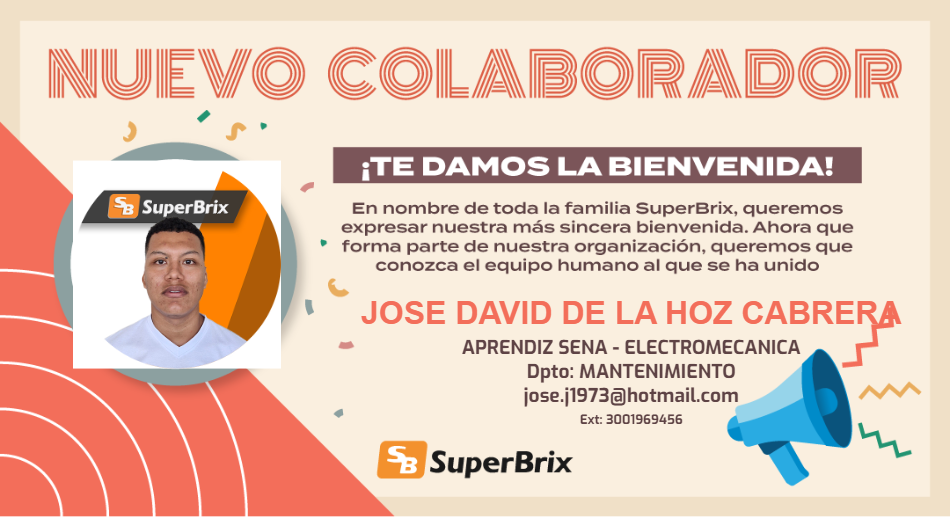 NUEVO COLABORADOR
¡TE DAMOS LA BIENVENIDA!
SB SuperBrix
En nombre de toda la familia SuperBrix, queremos
expresar nuestra más sincera bienvenida. Ahora que
forma parte de nuestra organización, queremos que
conozca el equipo humano al que se ha unido
JOSE DAVID DE LA HOZ CABRERA
APRENDIZ SENA - ELECTROMECANICA
Dpto: MANTENIMIENTO
jose.j1973@hotmail.com
Ext: 3001969456
SB SuperBrix